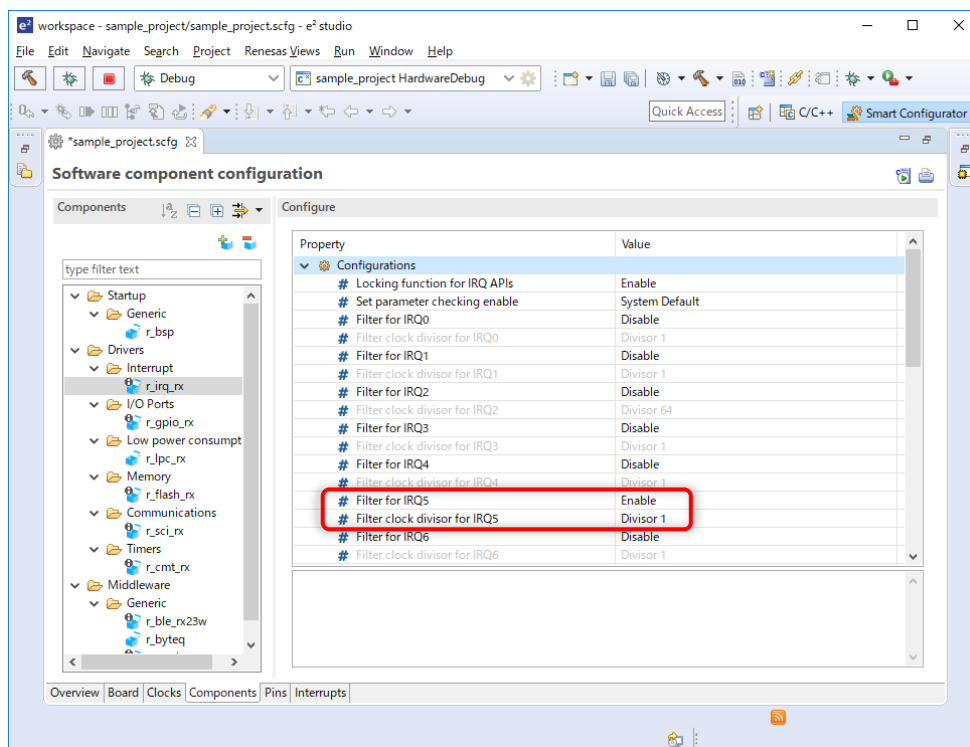 e² workspace - sample_project/sample_project.scfg - e² studio
File Edit Navigate Search Project Renesas Views Run Window Help
Debug sample_project HardwareDebug
Quick Access C/C++ Smart Configurator
*sample_project.scfg
Software component configuration
Components Configure
type filter text
Startup
Generic
r_bsp
Drivers
Interrupt
r_irq_rx
I/O Ports
r_gpio_rx
Low power consumpt
r_lpc_rx
Memory
r_flash_rx
Communications
r_sci_rx
Timers
r_cmt_rx
Middleware
Generic
r_ble_rx23w
r_byteq
Property Value
Configurations
# Locking function for IRQ APIs Enable
# Set parameter checking enable System Default
# Filter for IRQ0 Disable
# Filter clock divisor for IRQ0 Divisor 1
# Filter for IRQ1 Disable
# Filter clock divisor for IRQ1 Divisor 1
# Filter for IRQ2 Disable
# Filter clock divisor for IRQ2 Divisor 64
# Filter for IRQ3 Disable
# Filter clock divisor for IRQ3 Divisor 1
# Filter for IRQ4 Disable
# Filter clock divisor for IRQ4 Divisor 1
# Filter for IRQ5 Enable
# Filter clock divisor for IRQ5 Divisor 1
# Filter for IRQ6 Disable
# Filter clock divisor for IRQ6 Divisor 1
Overview Board Clocks Components Pins Interrupts